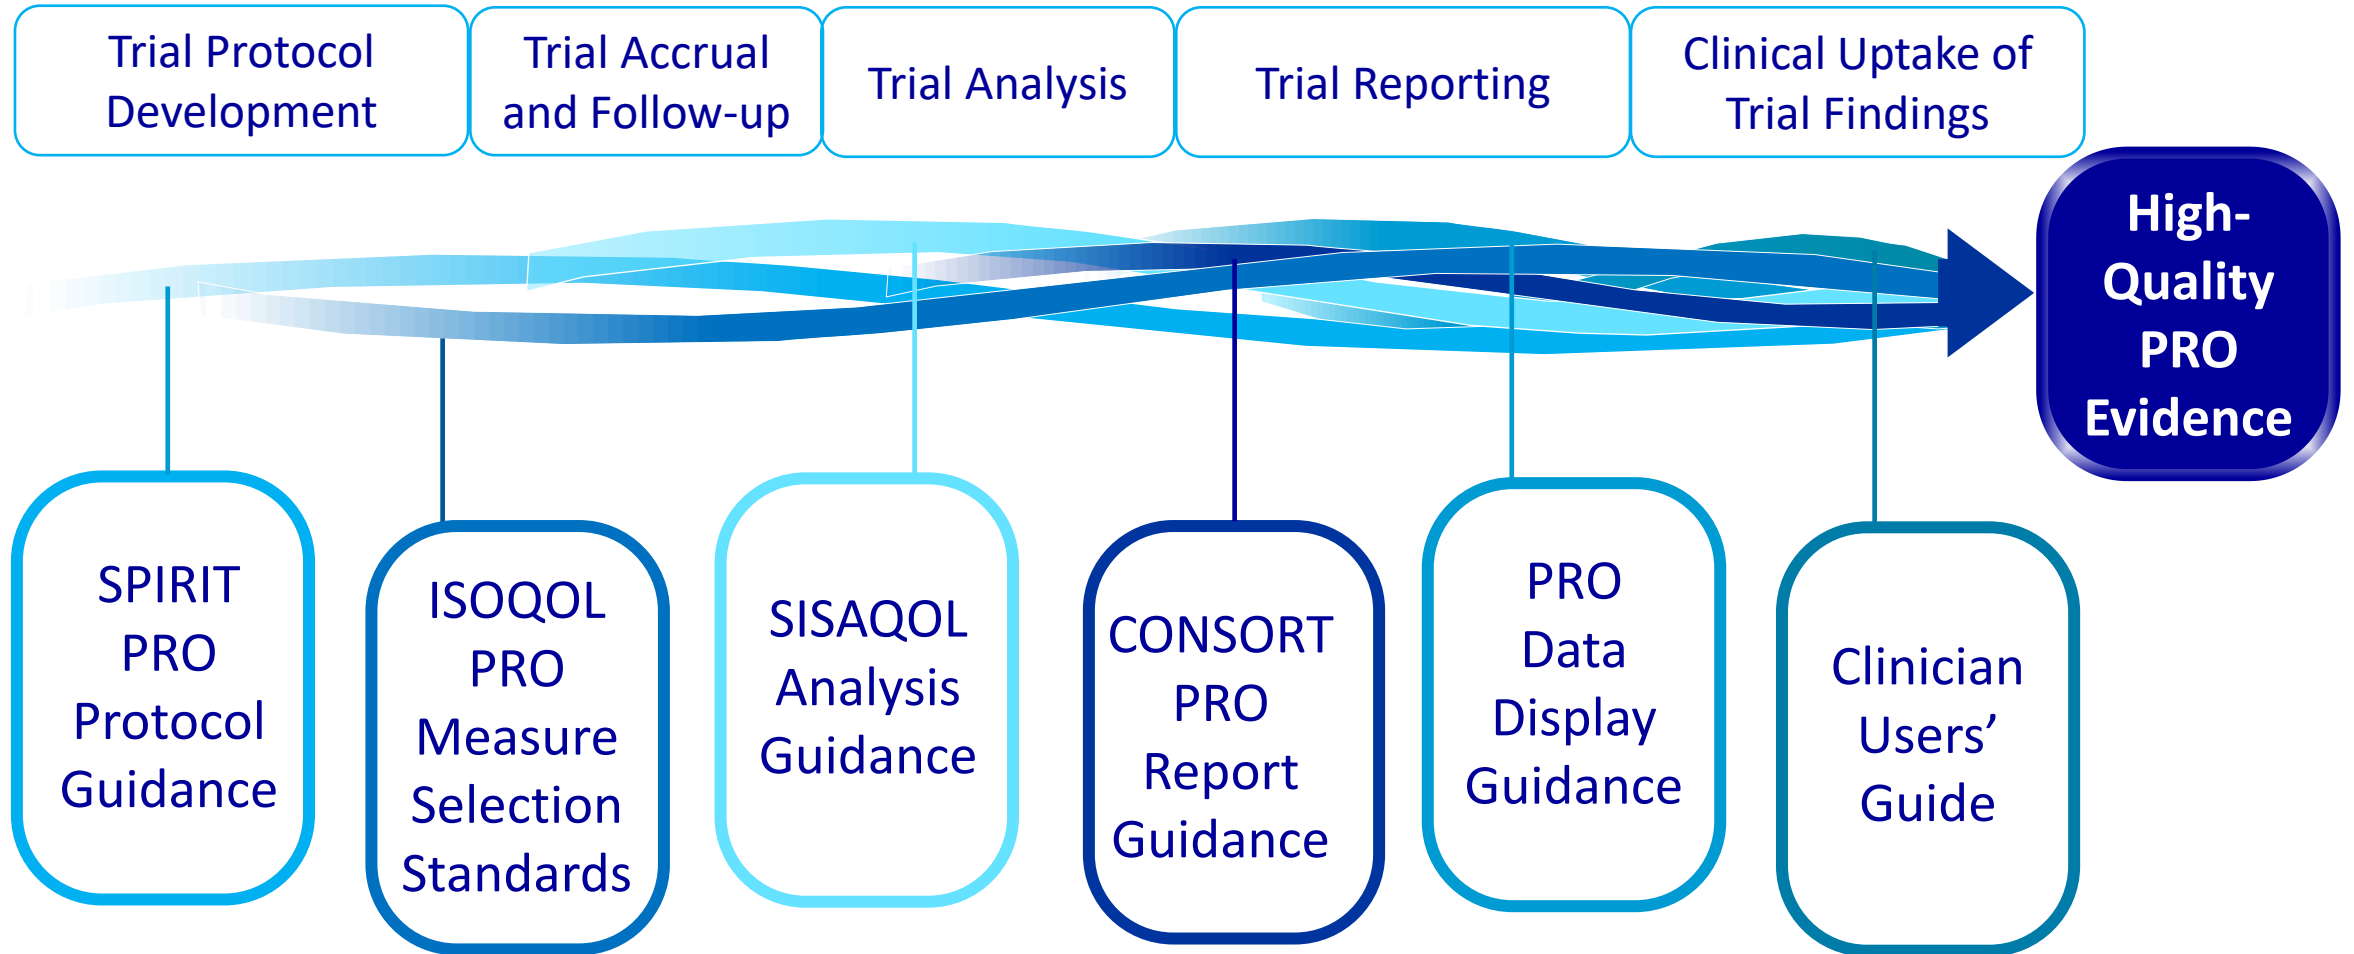 Trial Protocol
Development
Trial Accrual
and Follow-up
Trial Analysis
Trial Reporting
Clinical Uptake of
Trial Findings
High-
Quality
PRO
Evidence
SPIRIT
PRO
Protocol
Guidance
ISOQOL
PRO
Measure
Selection
Standards
SISAQOL
Analysis
Guidance
CONSORT
PRO
Report
Guidance
PRO
Data
Display
Guidance
Clinician
Users’
Guide